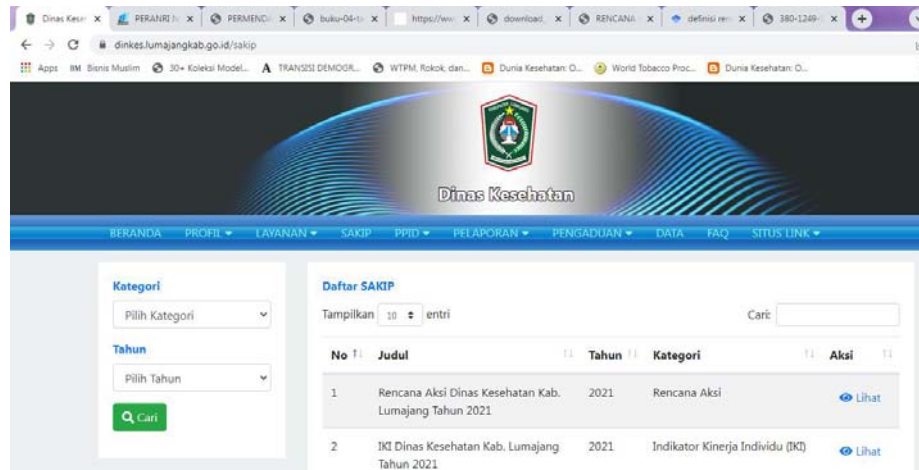 Dinas Keseh
PERANRI
PERMENDA
buku-04-t
https://ww
download
RENCANA
definisi ren
380-1249-
dinkes.lumajangkab.go.id/sakip
Apps
BM Bisnis Muslim
30+ Koleksi Model...
A TRANSISI DEMOGR...
WTPM, Rokok, dan...
Dunia Kesehatan: O...
World Tobacco Proc...
Dunia Kesehatan: O...
Dinas Kesehatan
BERANDA PROFIL LAYANAN SAKIP PPID PELAPORAN PENGADUAN DATA FAQ SITUS LINK
Kategori
Pilih Kategori
Tahun
Pilih Tahun
Cari
Daftar SAKIP
Tampilkan 10 entri
Cari:
No Judul Tahun Kategori Aksi
1 Rencana Aksi Dinas Kesehatan Kab. 2021 Rencana Aksi Lihat
Lumajang Tahun 2021
2 IKI Dinas Kesehatan Kab. Lumajang 2021 Indikator Kinerja Individu (IKI) Lihat
Tahun 2021